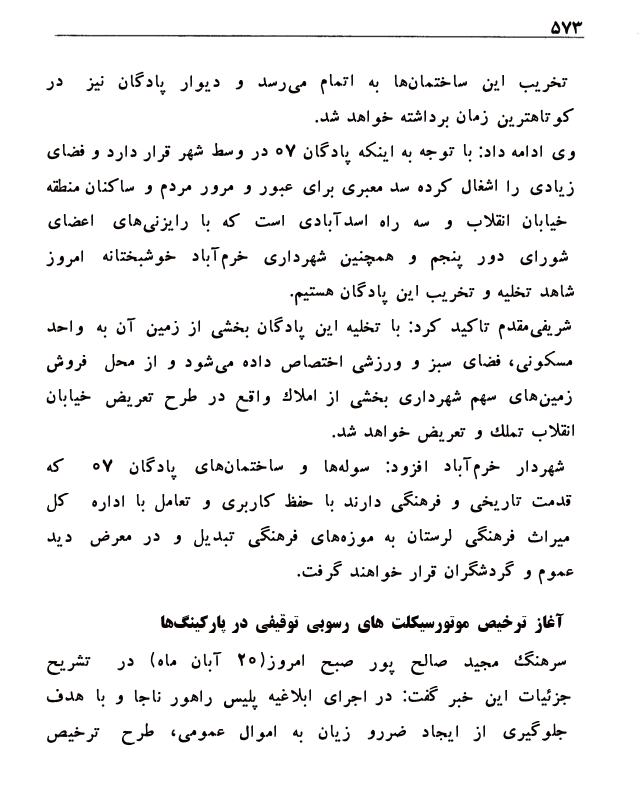 ۵۷۳
تخریب این ساختمان‌ها به اتمام می‌رسد و دیوار پادگان نیز در
کوتاهترین زمان برداشته خواهد شد.
وی ادامه داد: با توجه به اینکه پادگان ۰۷ در وسط شهر قرار دارد و فضای
زیادی را اشغال کرده سد معبری برای عبور و مرور مردم و ساکنان منطقه
خیابان انقلاب و سه راه اسدآبادی است که با رایزنی‌های اعضای
شورای دور پنجم و همچنین شهرداری خرم‌آباد خوشبختانه امروز
شاهد تخلیه و تخریب این پادگان هستیم.
شریفی‌مقدم تاکید کرد: با تخلیه این پادگان بخشی از زمین آن به واحد
مسکونی، فضای سبز و ورزشی اختصاص داده می‌شود و از محل فروش
زمین‌های سهم شهرداری بخشی از املاک واقع در طرح تعریض خیابان
انقلاب تملک و تعریض خواهد شد.
شهردار خرم‌آباد افزود: سوله‌ها و ساختمان‌های پادگان ۰۷ که
قدمت تاریخی و فرهنگی دارند با حفظ کاربری و تعامل با اداره کل
میراث فرهنگی لرستان به موزه‌های فرهنگی تبدیل و در معرض دید
عموم و گردشگران قرار خواهند گرفت.
آغاز ترخیص موتورسیکلت های رسوبی توقیفی در پارکینگ‌ها
سرهنگ مجید صالح پور صبح امروز(۲۰ آبان ماه) در تشریح
جزئیات این خبر گفت: در اجرای ابلاغیه پلیس راهور ناجا و با هدف
جلوگیری از ایجاد ضررو زیان به اموال عمومی، طرح ترخیص